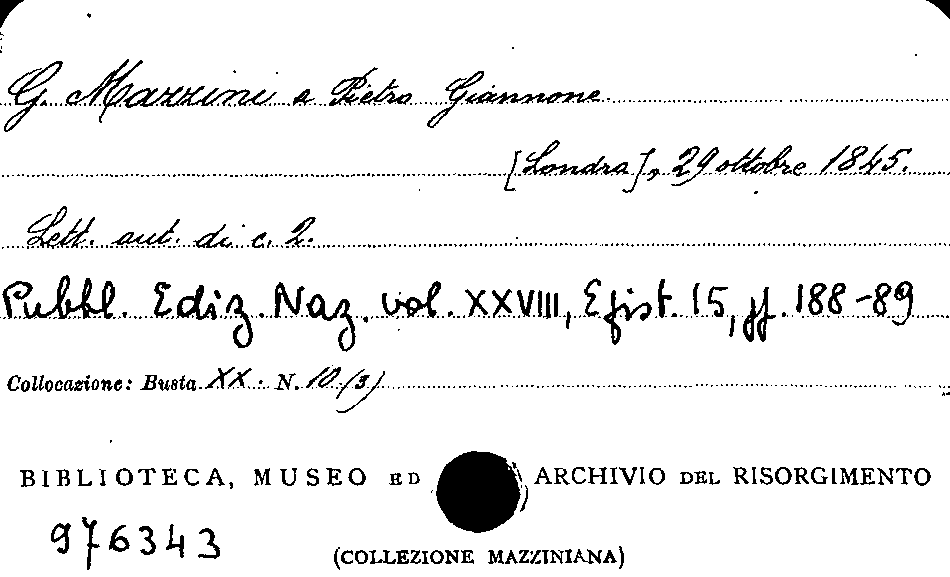 G. Mazzini a Pietro Giannone
[Londra], 29 ottobre 1845.
Lett. aut. di c. 2.
Pubbl. Ediz. Naz. vol. XXVIII, Epist. 15, pp. 188-89
Collocazione: Busta XX. N. 10 (3)
BIBLIOTECA, MUSEO ED ARCHIVIO DEL RISORGIMENTO
976343
(COLLEZIONE MAZZINIANA)